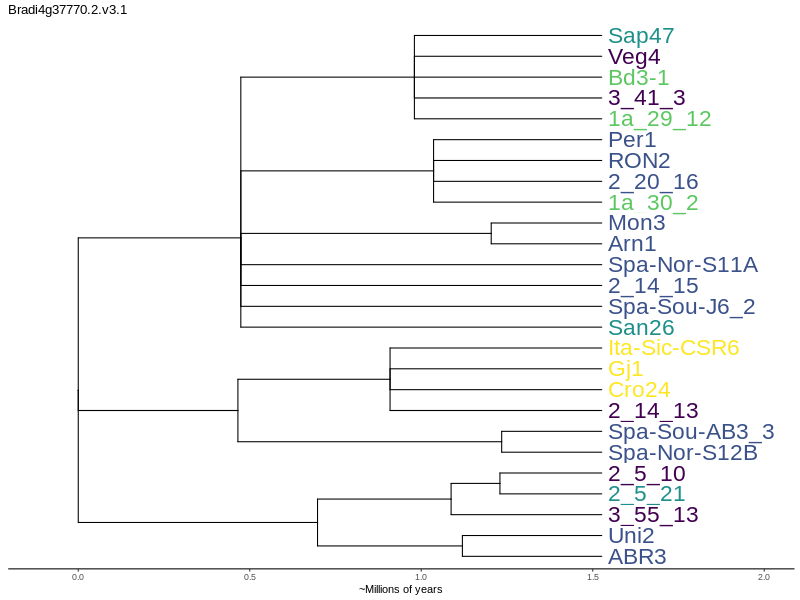 Bradi4g37770.2.v3.1
Sap47
Veg4
Bd3-1
3_41_3
1a_29_12
Per1
RON2
2_20_16
1a_30_2
Mon3
Arn1
Spa-Nor-S11A
2_14_15
Spa-Sou-J6_2
San26
Ita-Sic-CSR6
Gj1
Cro24
2_14_13
Spa-Sou-AB3_3
Spa-Nor-S12B
2_5_10
2_5_21
3_55_13
Uni2
ABR3
0.0 0.5 1.0 1.5 2.0
~Millions of years